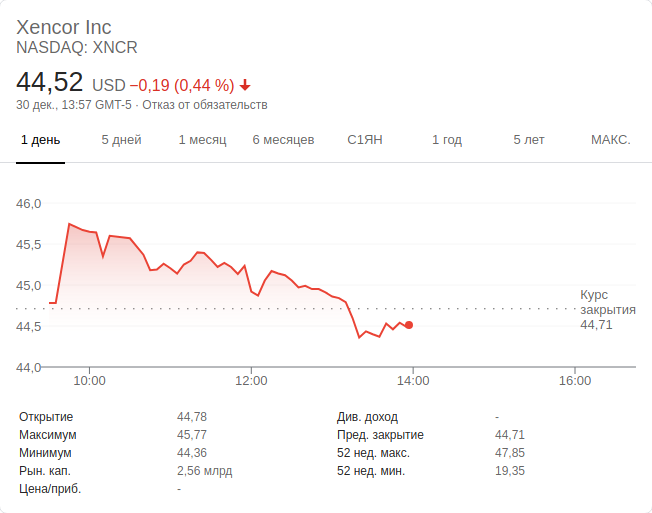 Xencor Inc
NASDAQ: XNCR
44,52 USD −0,19 (0,44 %)
30 дек., 13:57 GMT-5 · Отказ от обязательств
1 день 5 дней 1 месяц 6 месяцев С1ЯН 1 год 5 лет МАКС.
46,0
45,5
45,0
44,5
44,0
Курс
закрытия
44,71
10:00 12:00 14:00 16:00
Открытие 44,78 Див. доход -
Максимум 45,77 Пред. закрытие 44,71
Минимум 44,36 52 нед. макс. 47,85
Рын. кап. 2,56 млрд 52 нед. мин. 19,35
Цена/приб. -